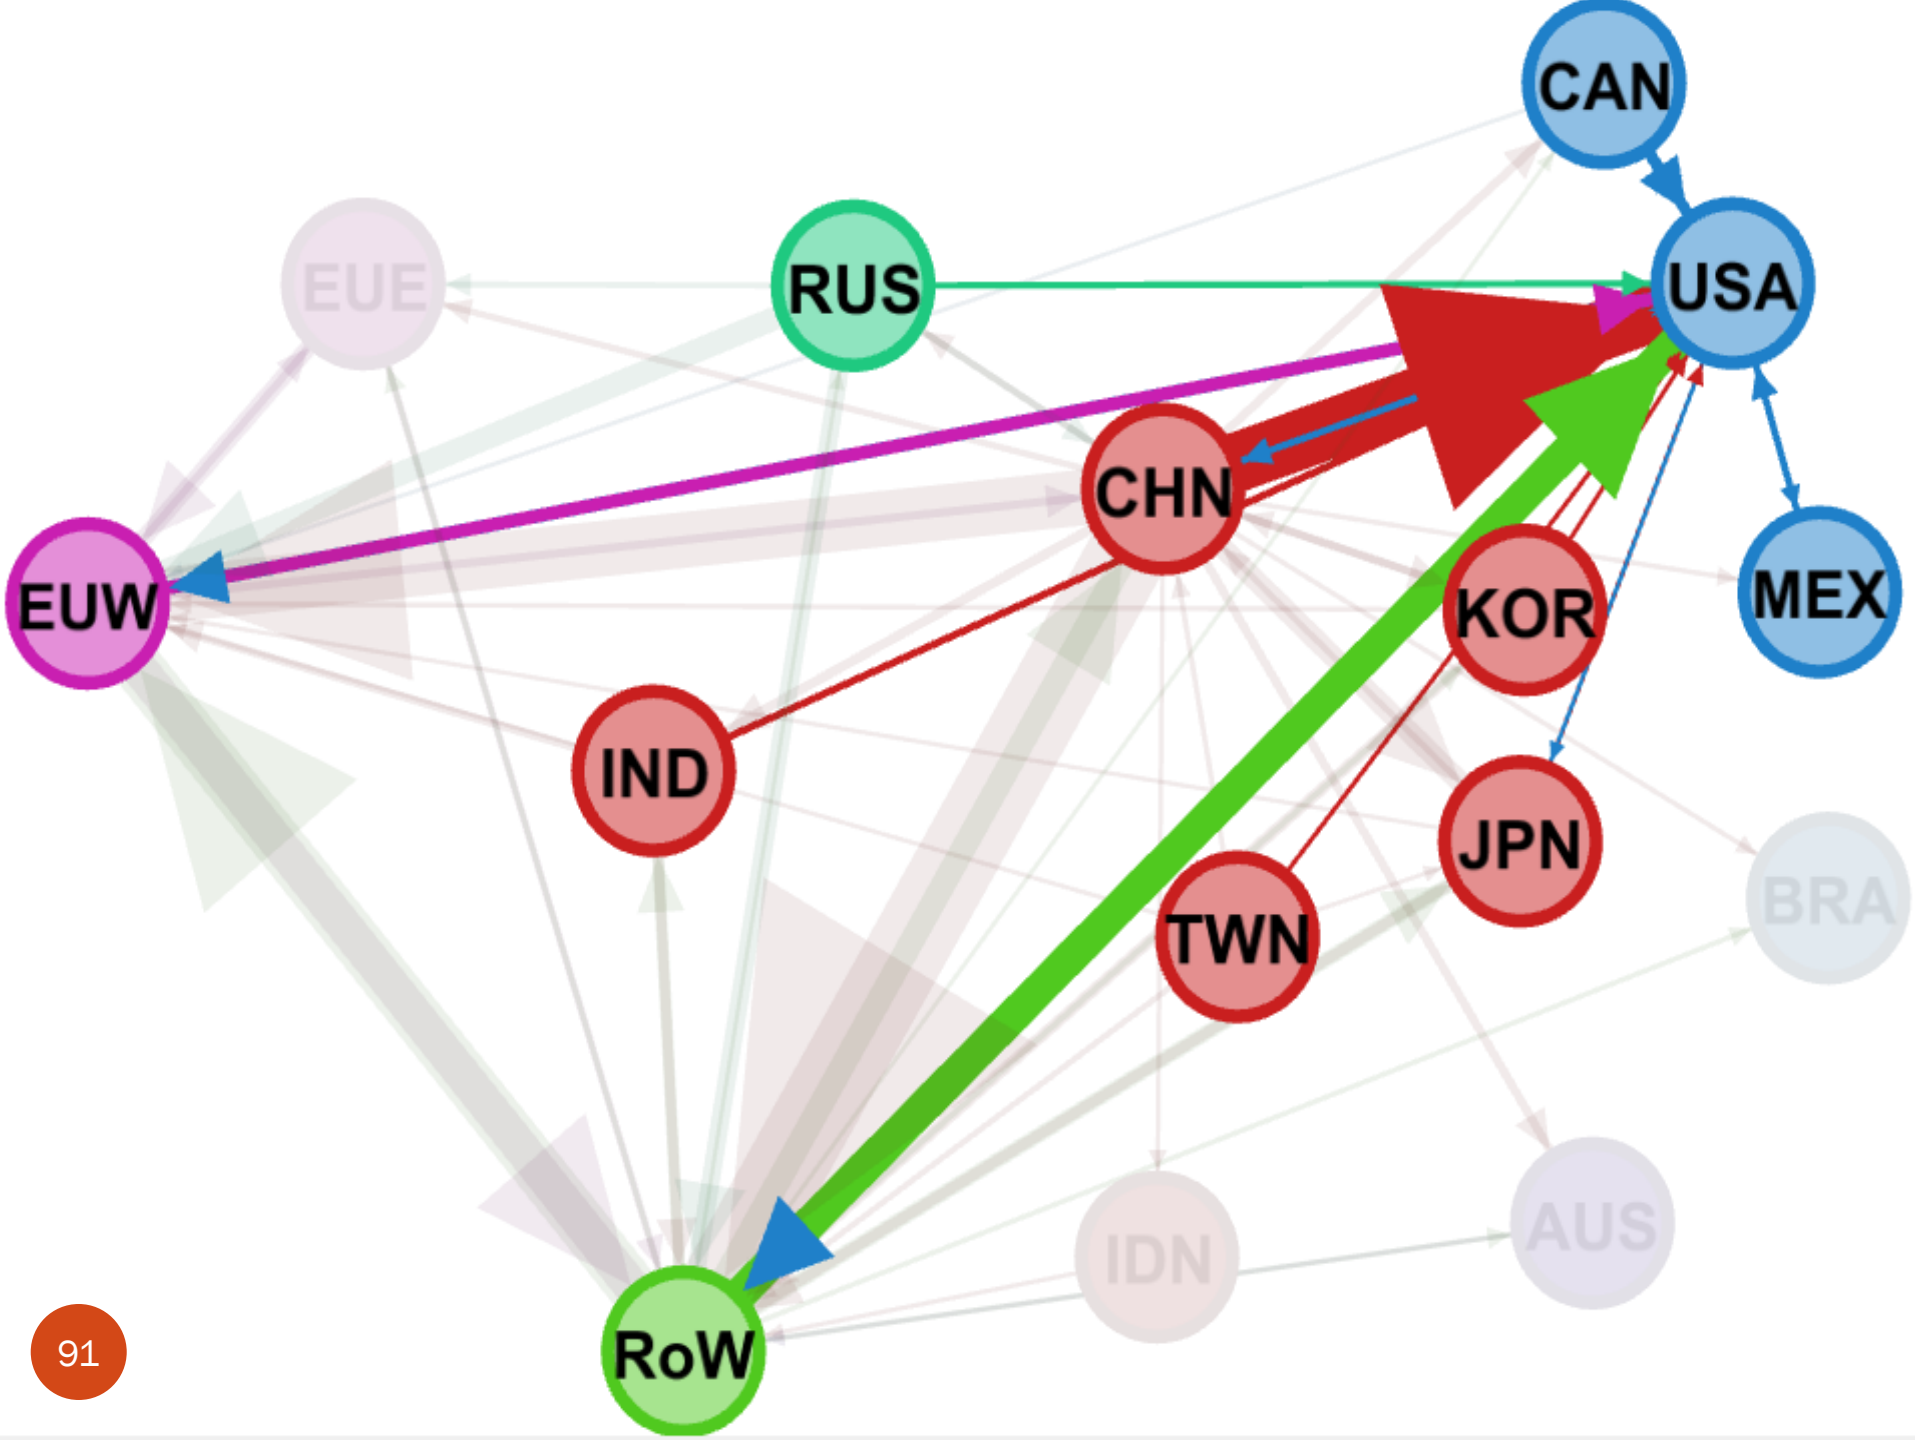 CAN
EUE
RUS
USA
CHN
EUW
KOR
MEX
IND
JPN
BRA
TWN
AUS
IDN
RoW
91